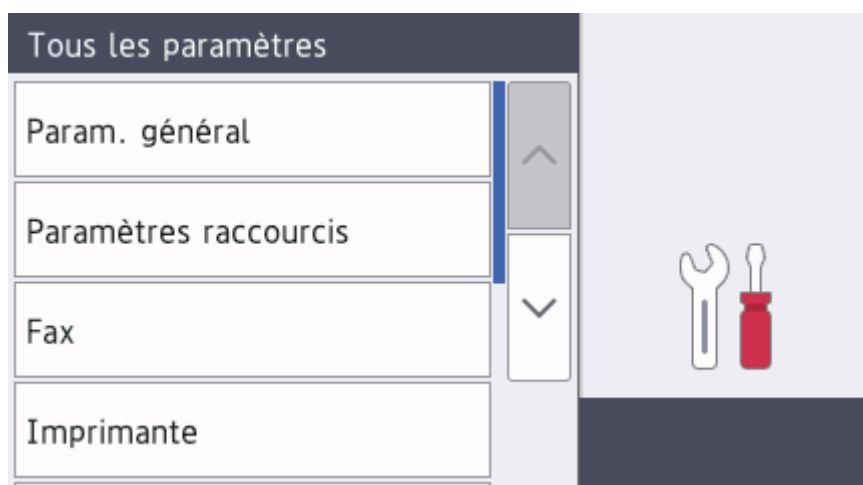 Tous les paramètres
Param. général
Paramètres raccourcis
Fax
Imprimante